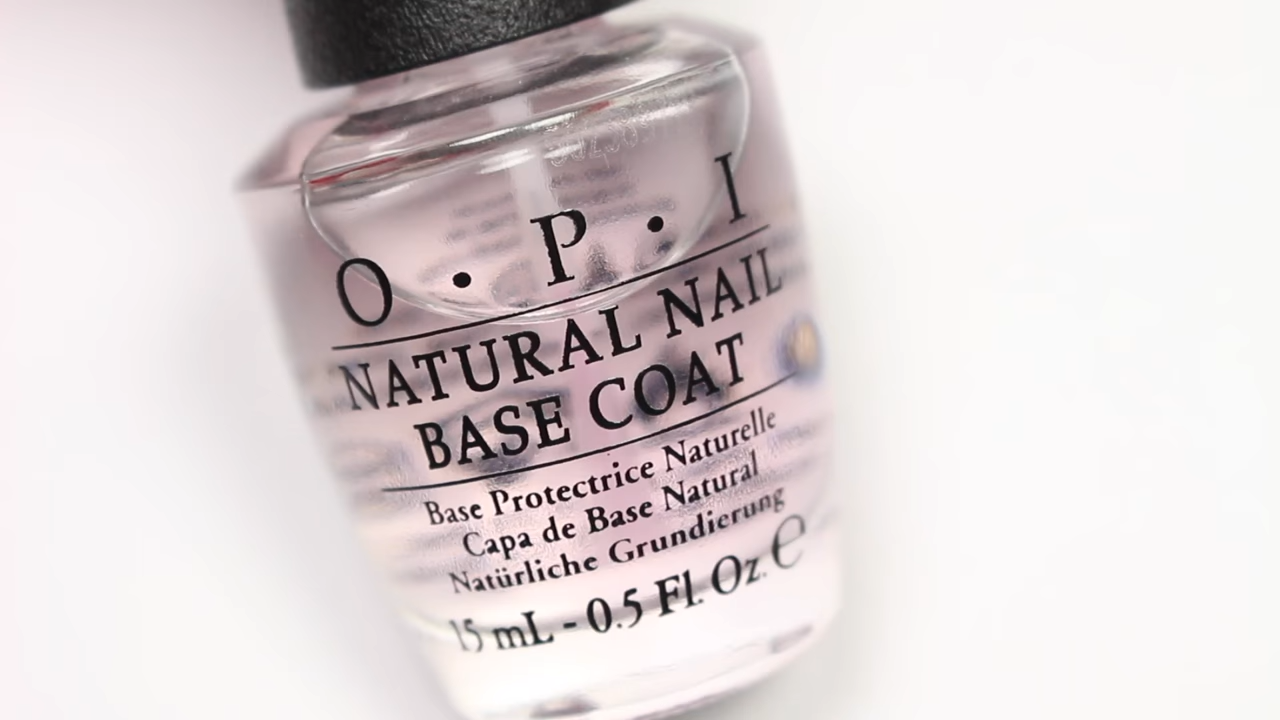 O • P • I
NATURAL NAIL
BASE COAT
Base Protectrice Naturelle
Capa de Base Natural
Natürliche Grundierung
15 mL - 0.5 Fl. Oz. ℮